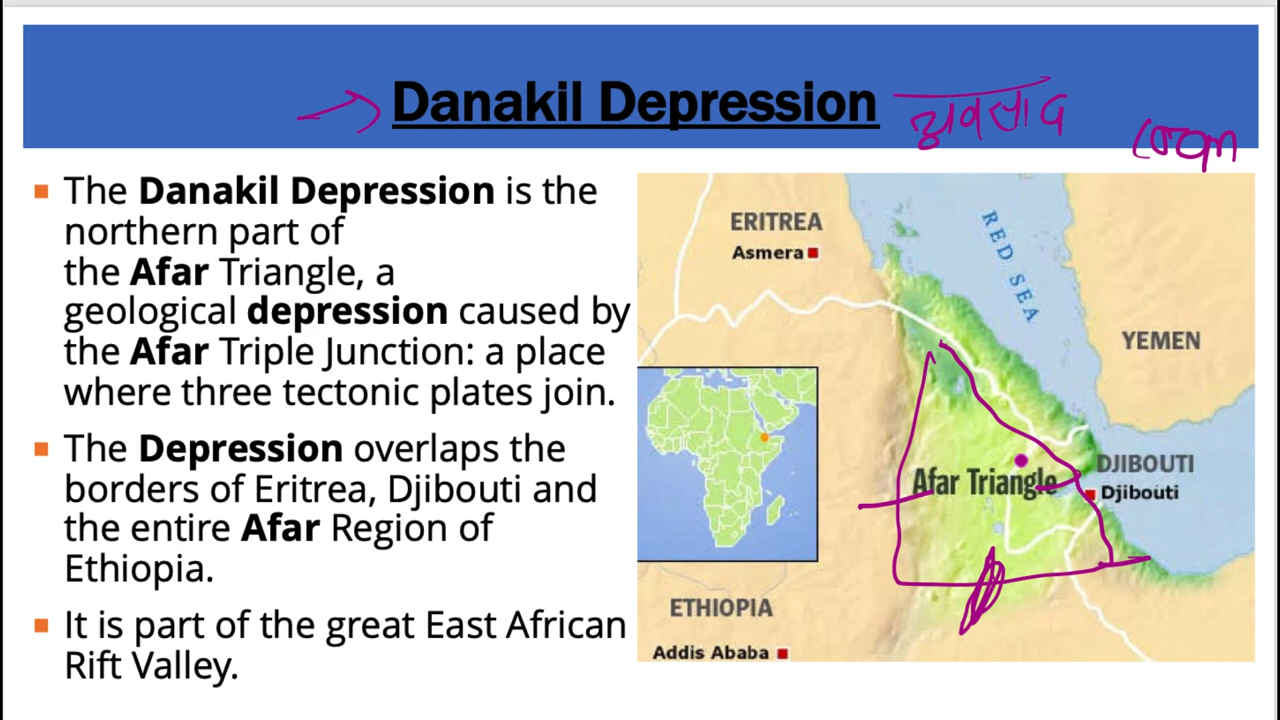 Danakil Depression
अवसाद
▪ The Danakil Depression is the
northern part of
the Afar Triangle, a
geological depression caused by
the Afar Triple Junction: a place
where three tectonic plates join.
▪ The Depression overlaps the
borders of Eritrea, Djibouti and
the entire Afar Region of
Ethiopia.
▪ It is part of the great East African
Rift Valley.
ERITREA
Asmera
RED SEA
YEMEN
Afar Triangle
DJIBOUTI
Djibouti
ETHIOPIA
Addis Ababa